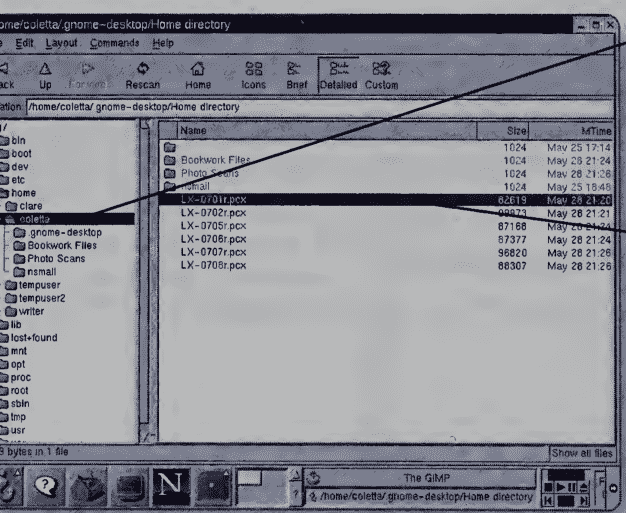 ome/coletta/.gnome-desktop/Home directory
Edit Layout Commands Help
ack Up Forward Rescan Home Icons Brief Detailed Custom
ation: /home/coletta/.gnome-desktop/Home directory
/
bin
boot
dev
etc
home
clare
coletta
.gnome-desktop
Bookwork Files
Photo Scans
nsmail
tempuser
tempuser2
writer
lib
lost+found
mnt
opt
proc
root
sbin
tmp
usr
Name Size MTime
1024 May 25 17:14
Bookwork Files 1024 May 28 21:24
Photo Scans 1024 May 28 21:26
nsmail 1024 May 25 18:48
LX-0701r.pcx 82619 May 28 21:20
LX-0702r.pcx 99873 May 28 21:21
LX-0705r.pcx 87168 May 28 21:24
LX-0706r.pcx 87377 May 28 21:24
LX-0707r.pcx 96820 May 28 21:26
LX-0708r.pcx 88307 May 28 21:26
bytes in 1 file Show all files
? N ? The GIMP
/home/coletta/.gnome-desktop/Home directory